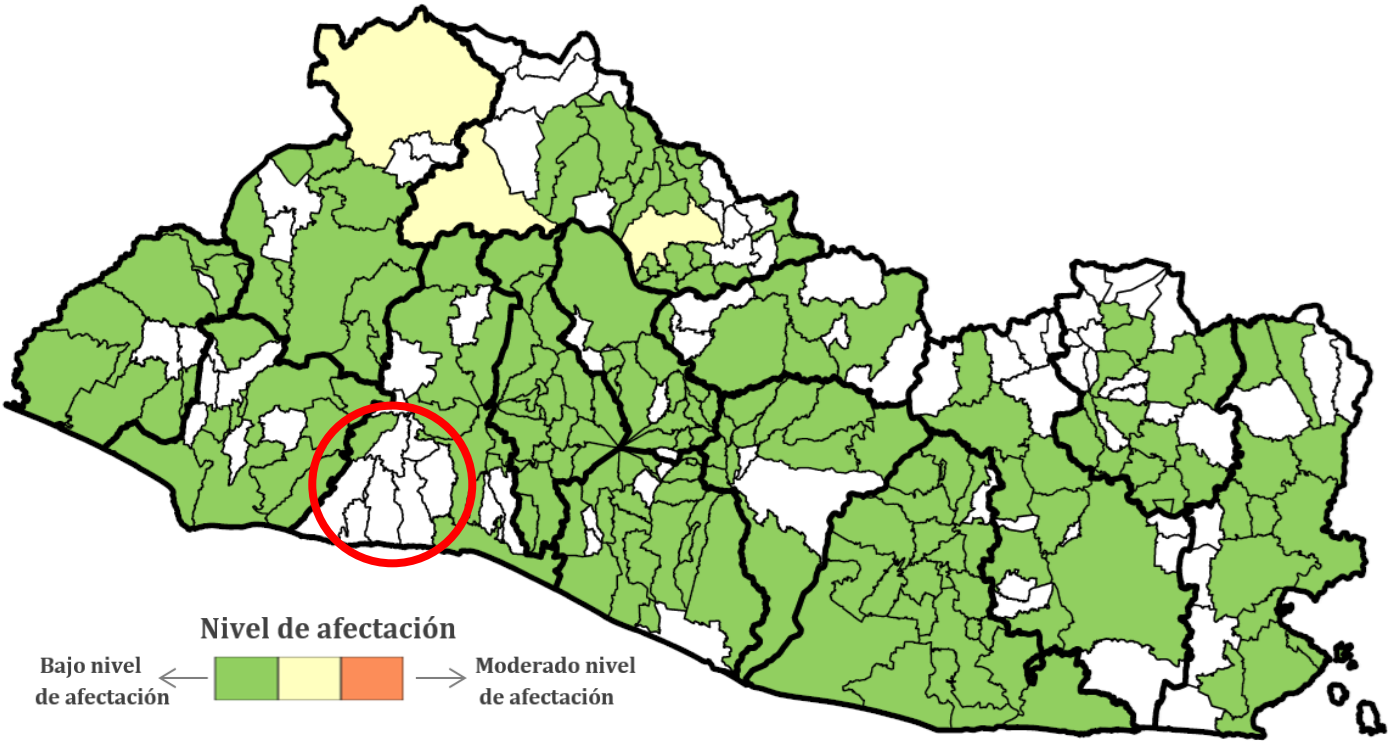 Nivel de afectación
Bajo nivel
de afectación
Moderado nivel
de afectación